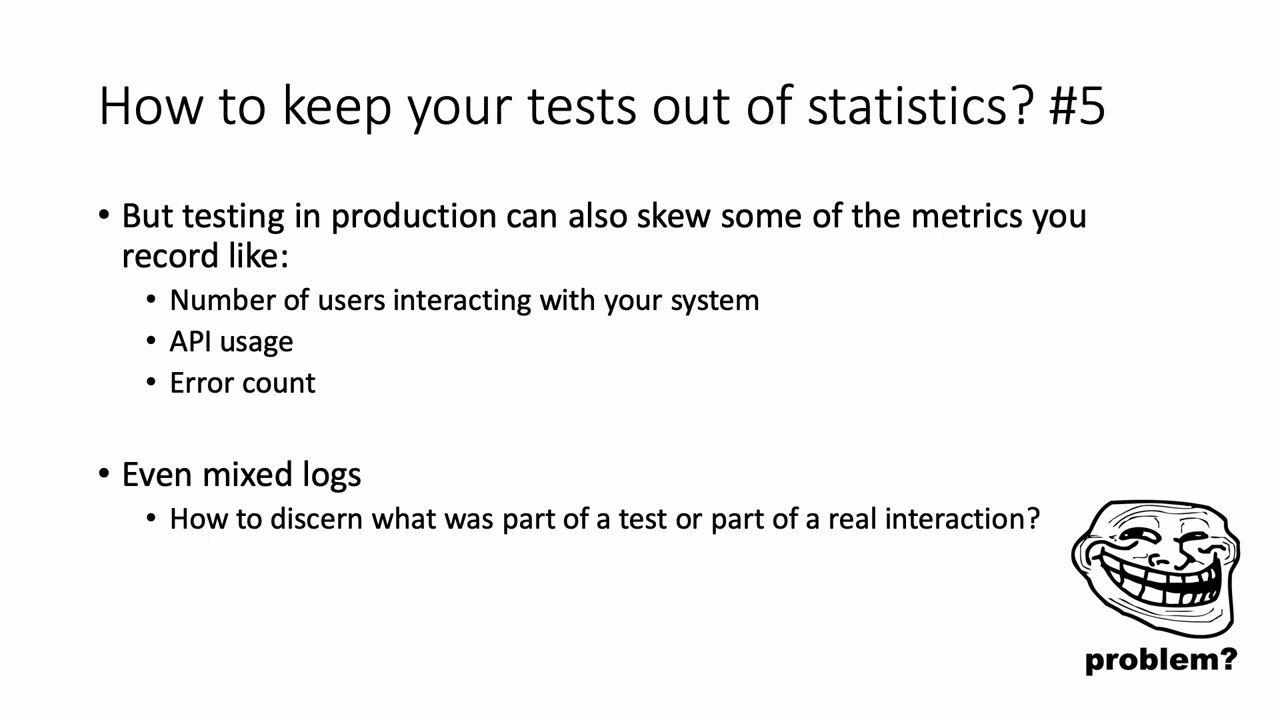 How to keep your tests out of statistics? #5
• But testing in production can also skew some of the metrics you
record like:
• Number of users interacting with your system
• API usage
• Error count
• Even mixed logs
• How to discern what was part of a test or part of a real interaction?
problem?